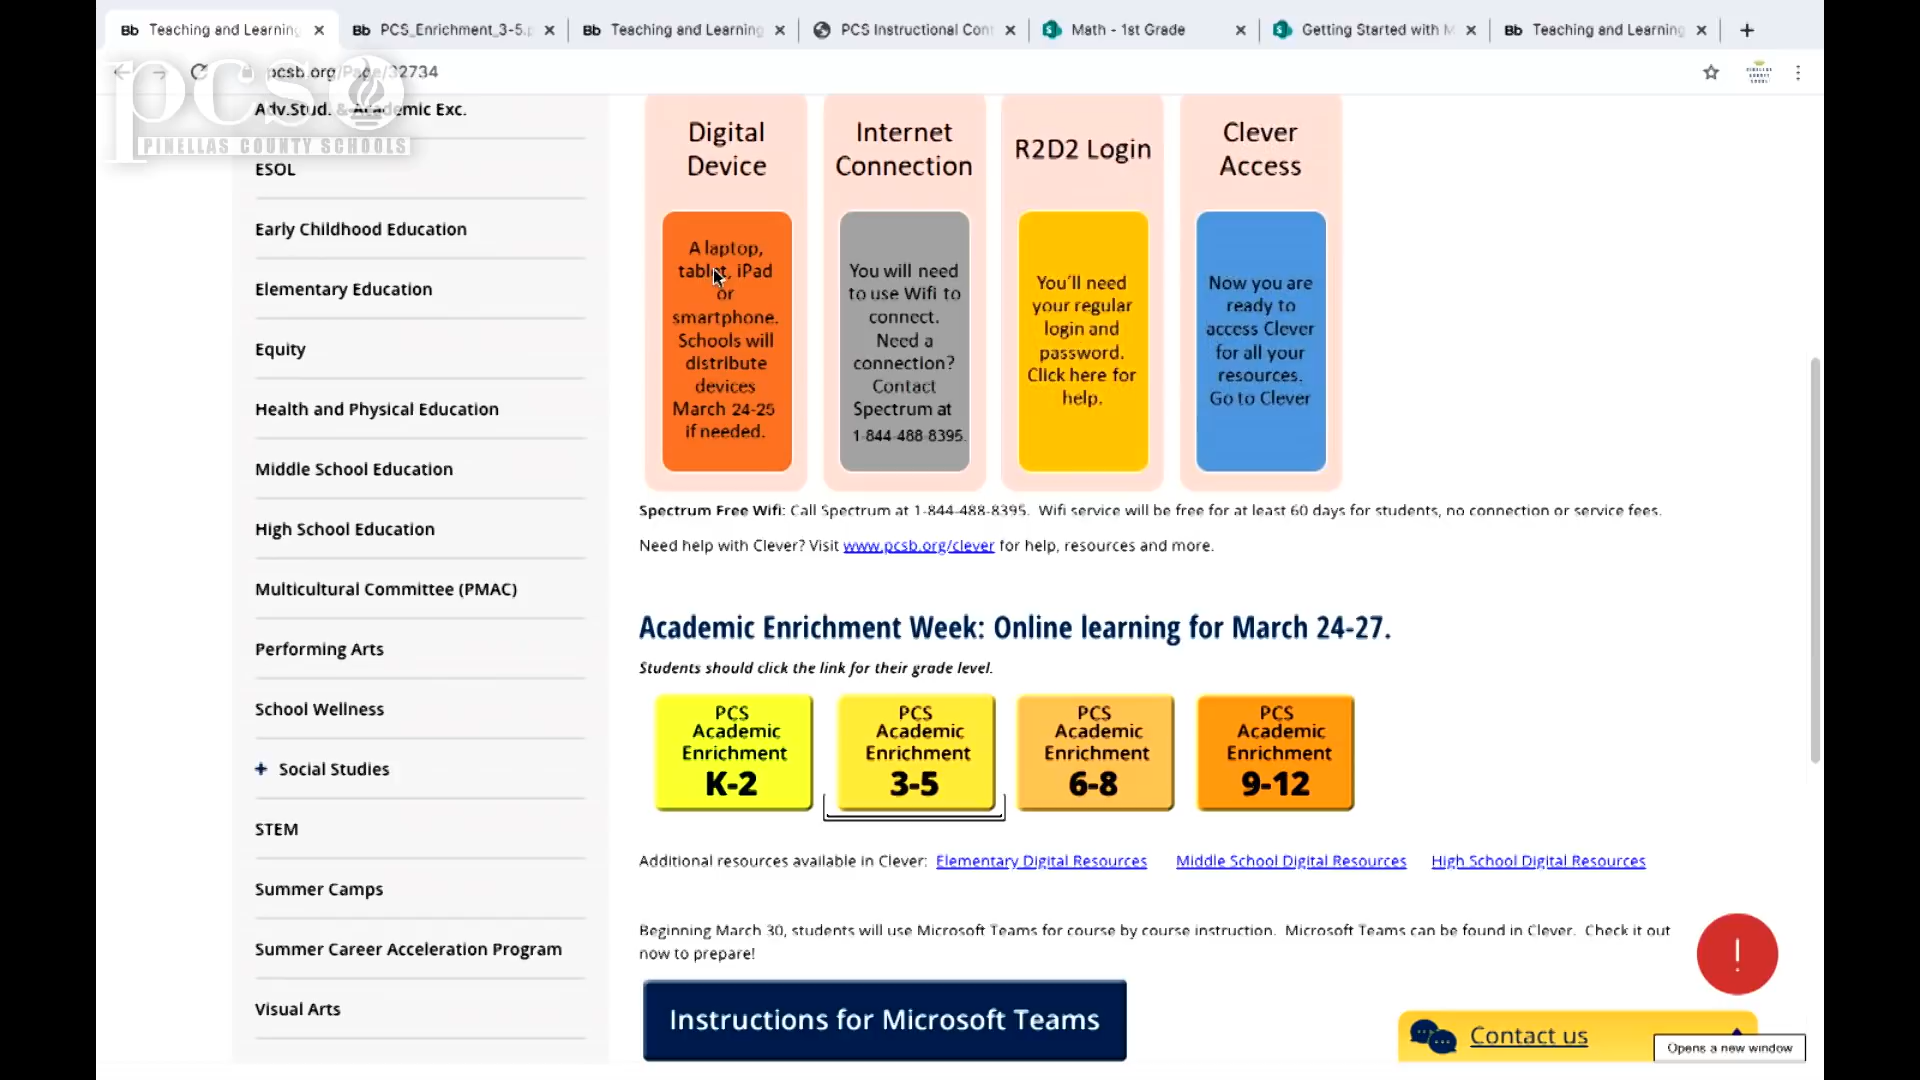 Bb Teaching and Learning
Bb PCS_Enrichment_3-5.p
Bb Teaching and Learning
PCS Instructional Cont
Math - 1st Grade
Getting Started with M
Bb Teaching and Learning
pcsb.org/Page/32734
pcs
PINELLAS COUNTY SCHOOLS
Adv.Stud. & Academic Exc.
ESOL
Early Childhood Education
Elementary Education
Equity
Health and Physical Education
Middle School Education
High School Education
Multicultural Committee (PMAC)
Performing Arts
School Wellness
+ Social Studies
STEM
Summer Camps
Summer Career Acceleration Program
Visual Arts
Digital
Device
A laptop,
tablet, iPad
or
smartphone.
Schools will
distribute
devices
March 24-25
if needed.
Internet
Connection
You will need
to use Wifi to
connect.
Need a
connection?
Contact
Spectrum at
1-844-488-8395.
R2D2 Login
You'll need
your regular
login and
password.
Click here for
help.
Clever
Access
Now you are
ready to
access Clever
for all your
resources.
Go to Clever
Spectrum Free Wifi: Call Spectrum at 1-844-488-8395. Wifi service will be free for at least 60 days for students, no connection or service fees.
Need help with Clever? Visit www.pcsb.org/clever for help, resources and more.
Academic Enrichment Week: Online learning for March 24-27.
Students should click the link for their grade level.
PCS
Academic
Enrichment
K-2
PCS
Academic
Enrichment
3-5
PCS
Academic
Enrichment
6-8
PCS
Academic
Enrichment
9-12
Additional resources available in Clever: Elementary Digital Resources Middle School Digital Resources High School Digital Resources
Beginning March 30, students will use Microsoft Teams for course by course instruction. Microsoft Teams can be found in Clever. Check it out
now to prepare!
Instructions for Microsoft Teams
!
Contact us
Opens a new window